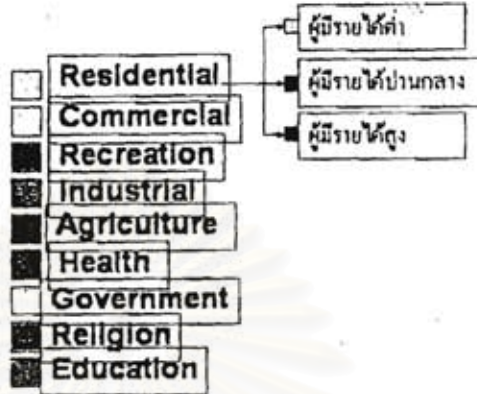 Residential
Commercial
Recreation
Industrial
Agriculture
Health
Government
Religion
Education
ผู้มีรายได้ต่ำ
ผู้มีรายได้ปานกลาง
ผู้มีรายได้สูง